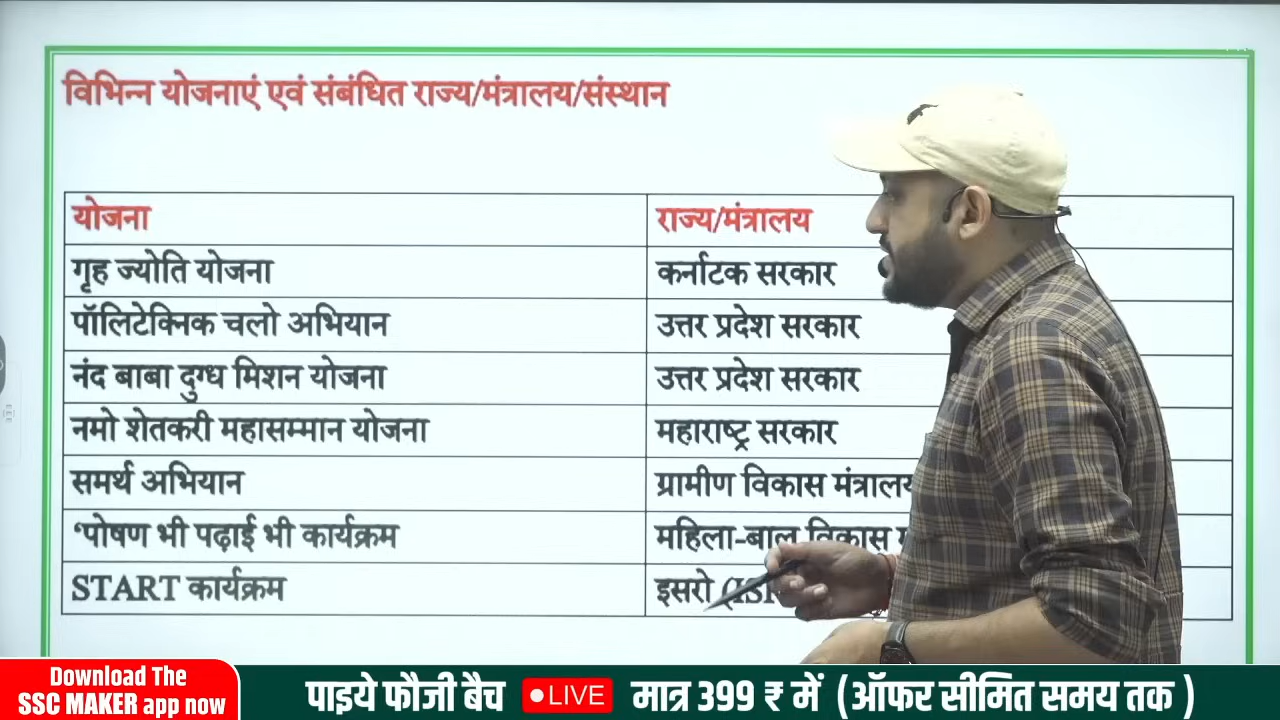 विभिन्न योजनाएं एवं संबंधित राज्य/मंत्रालय/संस्थान
योजना राज्य/मंत्रालय
गृह ज्योति योजना कर्नाटक सरकार
पॉलिटेक्निक चलो अभियान उत्तर प्रदेश सरकार
नंद बाबा दुग्ध मिशन योजना उत्तर प्रदेश सरकार
नमो शेतकरी महासम्मान योजना महाराष्ट्र सरकार
समर्थ अभियान ग्रामीण विकास
‘पोषण भी पढ़ाई भी कार्यक्रम महिला-बाल विकास
START कार्यक्रम इसरो
Download The
SSC MAKER app now
पाइये फौजी बैच LIVE मात्र 399 ₹ में (ऑफर सीमित समय तक )